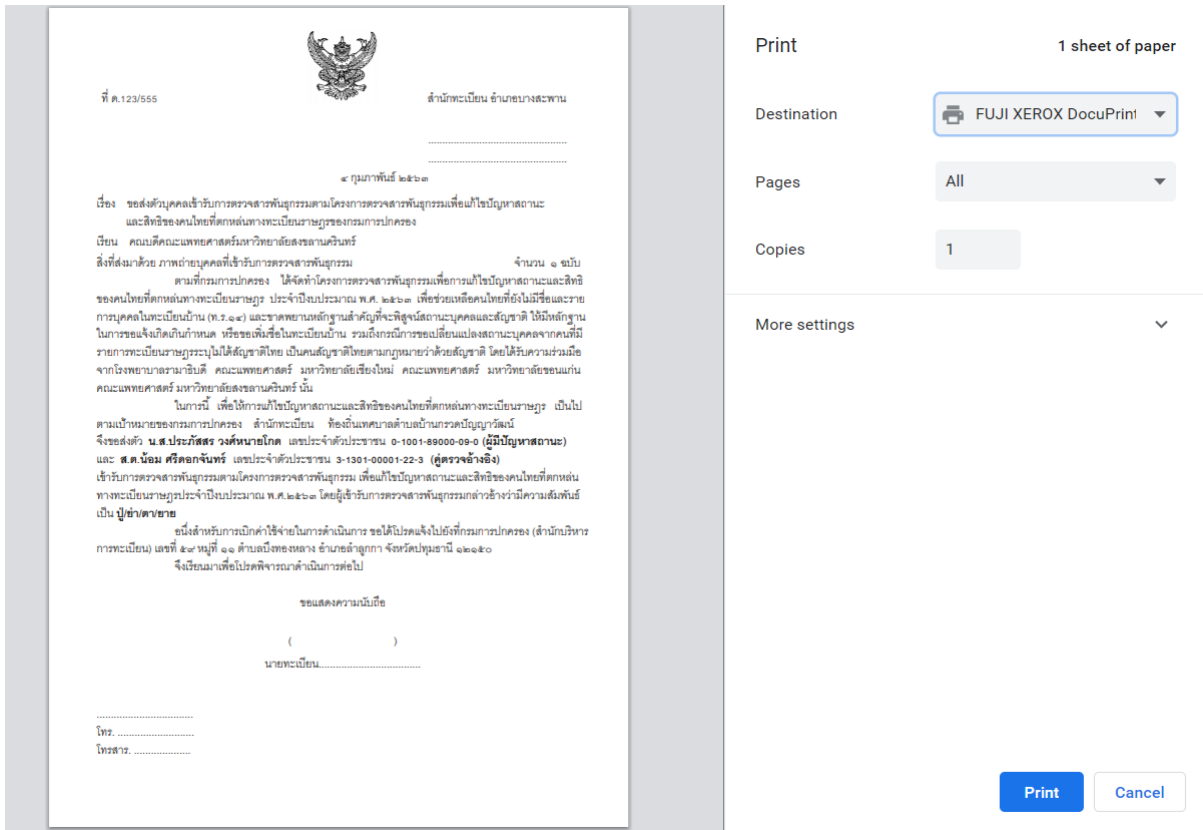 ที่ ค.123/555
สำนักทะเบียน อำเภอบางสะพาน
................................................
................................................
๔ กุมภาพันธ์ ๒๕๖๓
เรื่อง ขอส่งตัวบุคคลเข้ารับการตรวจสารพันธุกรรมตามโครงการตรวจสารพันธุกรรมเพื่อแก้ไขปัญหาสถานะ
และสิทธิของคนไทยที่ตกหล่นทางทะเบียนราษฎรของกรมการปกครอง
เรียน คณบดีคณะแพทยศาสตร์มหาวิทยาลัยสงขลานครินทร์
สิ่งที่ส่งมาด้วย ภาพถ่ายบุคคลที่เข้ารับการตรวจสารพันธุกรรม จำนวน ๑ ฉบับ
ตามที่กรมการปกครอง ได้จัดทำโครงการตรวจสารพันธุกรรมเพื่อการแก้ไขปัญหาสถานะและสิทธิ
ของคนไทยที่ตกหล่นทางทะเบียนราษฎร ประจำปีงบประมาณ พ.ศ. ๒๕๖๓ เพื่อช่วยเหลือคนไทยที่ยังไม่มีชื่อและราย
การบุคคลในทะเบียนบ้าน (ท.ร.๑๔) และขาดพยานหลักฐานสำคัญที่จะพิสูจน์สถานะบุคคลและสัญชาติ ให้มีหลักฐาน
ในการขอแจ้งเกิดเกินกำหนด หรือขอเพิ่มชื่อในทะเบียนบ้าน รวมถึงกรณีการขอเปลี่ยนแปลงสถานะบุคคลจากคนที่มี
รายการทะเบียนราษฎรระบุไม่ได้สัญชาติไทย เป็นคนสัญชาติไทยตามกฎหมายว่าด้วยสัญชาติ โดยได้รับความร่วมมือ
จากโรงพยาบาลรามาธิบดี คณะแพทยศาสตร์ มหาวิทยาลัยเชียงใหม่ คณะแพทยศาสตร์ มหาวิทยาลัยขอนแก่น
คณะแพทยศาสตร์ มหาวิทยาลัยสงขลานครินทร์ นั้น
ในการนี้ เพื่อให้การแก้ไขปัญหาสถานะและสิทธิของคนไทยที่ตกหล่นทางทะเบียนราษฎร เป็นไป
ตามเป้าหมายของกรมการปกครอง สำนักทะเบียน ท้องถิ่นเทศบาลตำบลบ้านกรวดปัญญาวัฒน์
จึงขอส่งตัว น.ส.ประภัสสร วงศ์หนายโกด เลขประจำตัวประชาชน 0-1001-89000-09-0 (ผู้มีปัญหาสถานะ)
และ ส.ต.น้อม ศรีดอกจันทร์ เลขประจำตัวประชาชน 3-1301-00001-22-3 (คู่ตรวจอ้างอิง)
เข้ารับการตรวจสารพันธุกรรมตามโครงการตรวจสารพันธุกรรม เพื่อแก้ไขปัญหาสถานะและสิทธิของคนไทยที่ตกหล่น
ทางทะเบียนราษฎรประจำปีงบประมาณ พ.ศ.๒๕๖๓ โดยผู้เข้ารับการตรวจสารพันธุกรรมกล่าวอ้างว่ามีความสัมพันธ์
เป็น ปู่/ย่า/ตา/ยาย
อนึ่งสำหรับการเบิกค่าใช้จ่ายในการดำเนินการ ขอได้โปรดแจ้งไปยังที่กรมการปกครอง (สำนักบริหาร
การทะเบียน) เลขที่ ๕๙ หมู่ที่ ๑๑ ตำบลบึงทองหลาง อำเภอลำลูกกา จังหวัดปทุมธานี ๑๒๑๕๐
จึงเรียนมาเพื่อโปรดพิจารณาดำเนินการต่อไป
ขอแสดงความนับถือ
( )
นายทะเบียน...................................
.................................
โทร. ..........................
โทรสาร. ...................
Print 1 sheet of paper
Destination FUJI XEROX DocuPrint
Pages All
Copies 1
More settings
Print Cancel